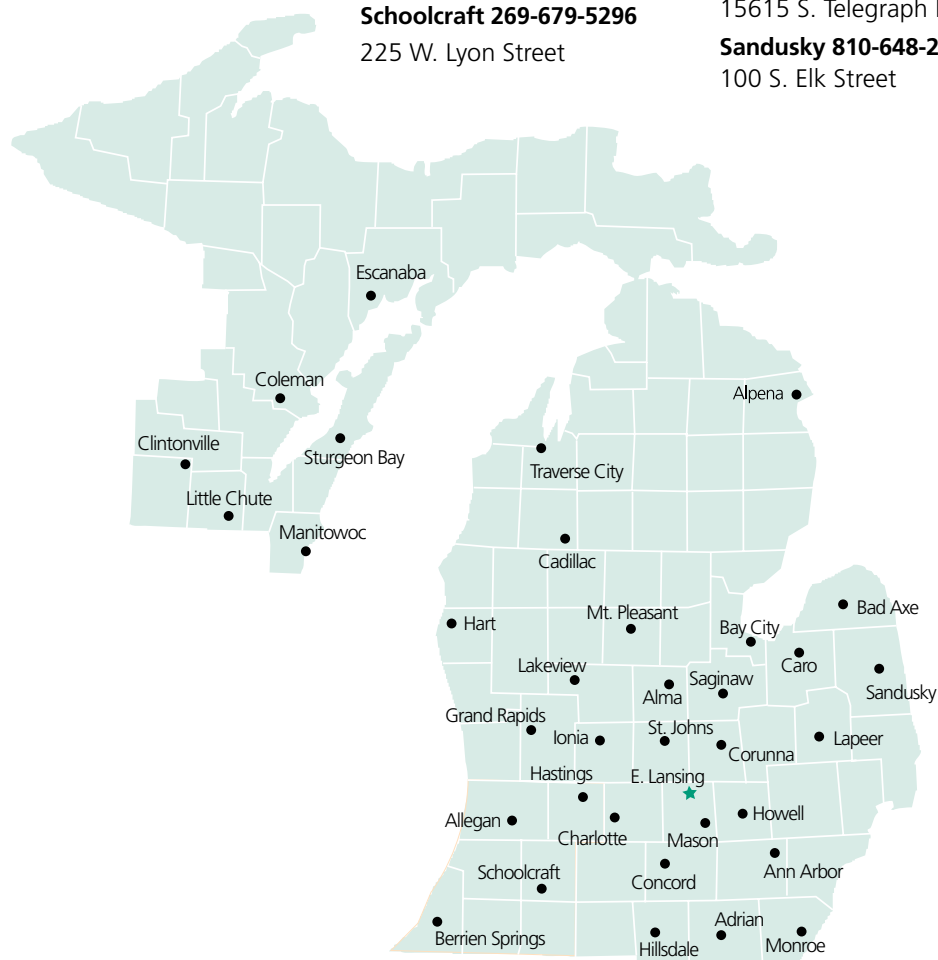 Schoolcraft 269-679-5296
225 W. Lyon Street
15615 S. Telegraph
Sandusky 810-648-2
100 S. Elk Street
Escanaba
Coleman
Alpena
Clintonville
Sturgeon Bay
Traverse City
Little Chute
Manitowoc
Cadillac
Bad Axe
Hart
Mt. Pleasant
Bay City
Caro
Lakeview
Saginaw
Alma
Sandusky
Grand Rapids
St. Johns
Ionia
Lapeer
Corunna
Hastings
E. Lansing
Howell
Allegan
Charlotte
Mason
Schoolcraft
Concord
Ann Arbor
Adrian
Berrien Springs
Hillsdale
Monroe